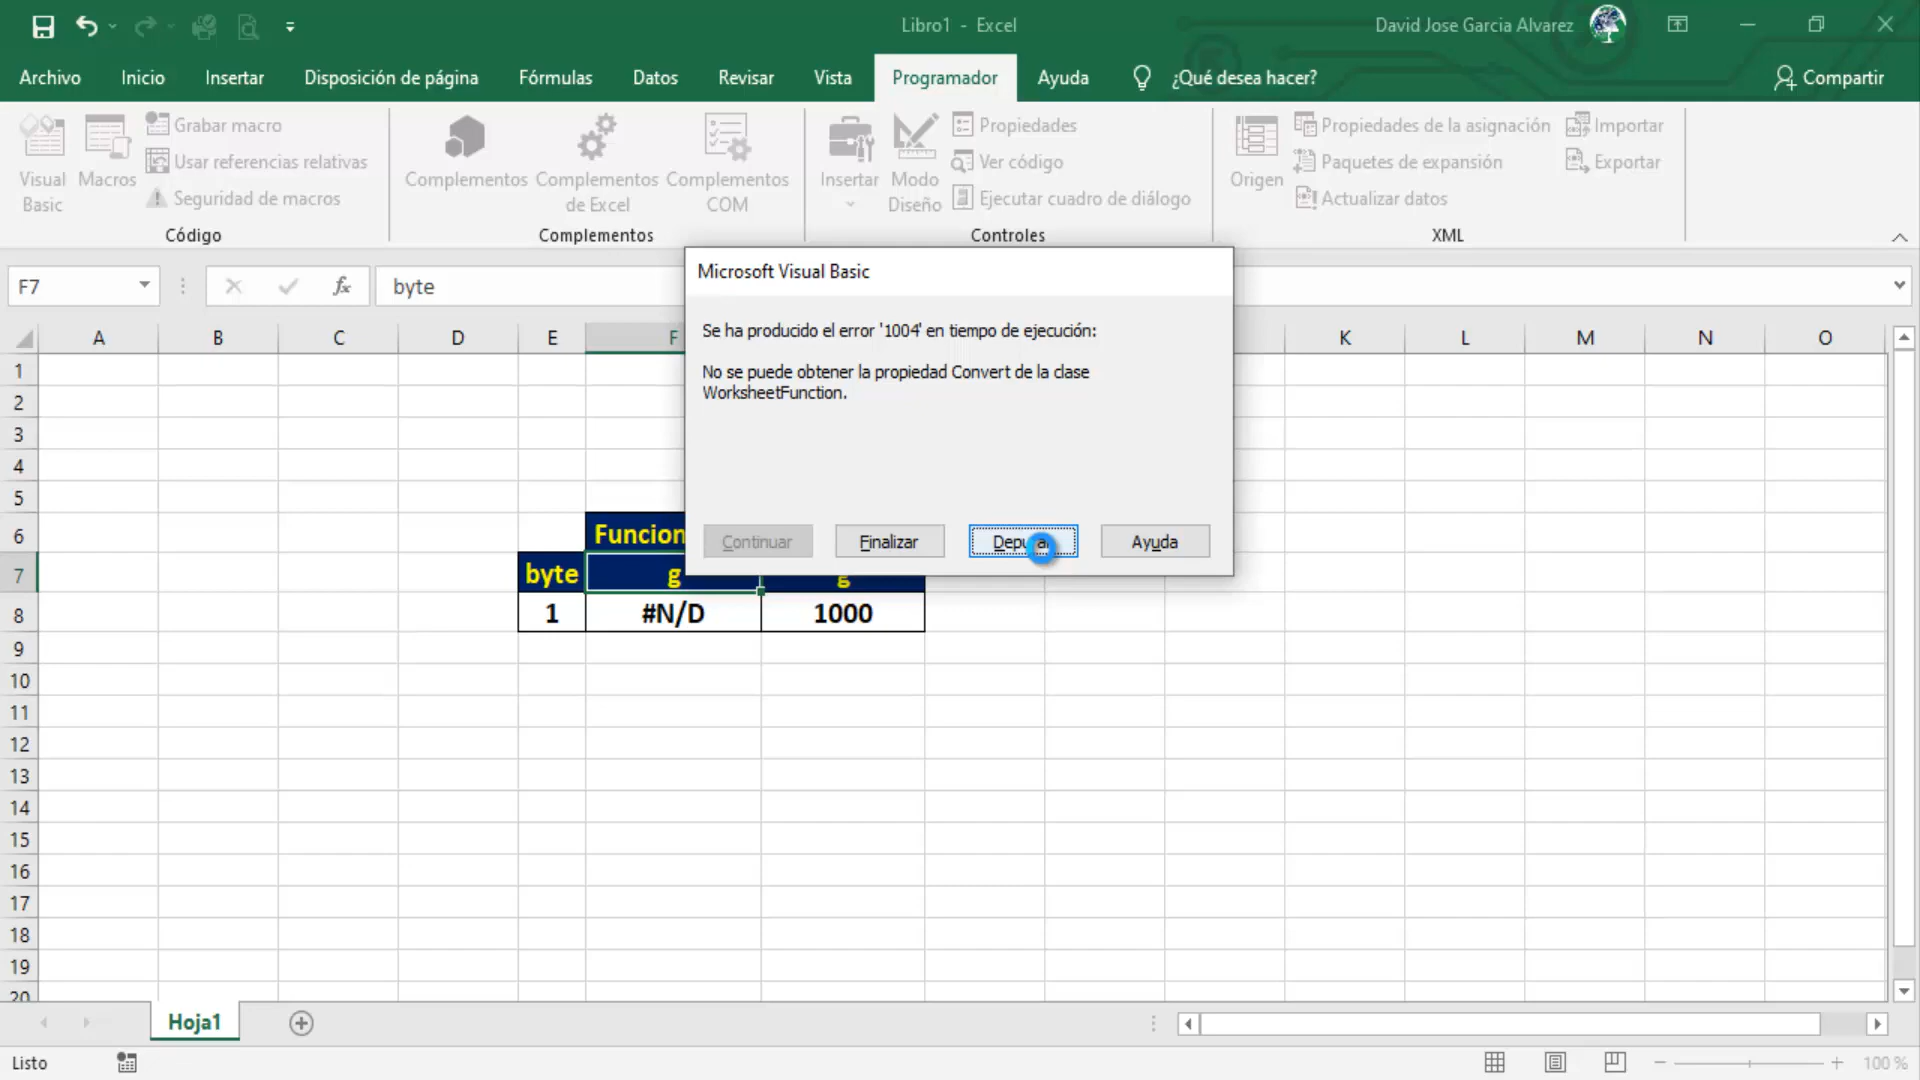 Libro1 - Excel
David Jose Garcia Alvarez
Archivo
Inicio
Insertar
Disposición de página
Fórmulas
Datos
Revisar
Vista
Programador
Ayuda
¿Qué desea hacer?
Compartir
Visual
Basic
Macros
Grabar macro
Usar referencias relativas
Seguridad de macros
Código
Complementos
Complementos
de Excel
Complementos
COM
Complementos
Insertar
Modo
Diseño
Propiedades
Ver código
Ejecutar cuadro de diálogo
Controles
Origen
Propiedades de la asignación
Paquetes de expansión
Actualizar datos
Importar
Exportar
XML
F7
fx
byte
Microsoft Visual Basic
Se ha producido el error '1004' en tiempo de ejecución:
No se puede obtener la propiedad Convert de la clase
WorksheetFunction.
Continuar
Finalizar
Ayuda
A B C D E F K L M N O
1
2
3
4
5
6
7
8
9
10
11
12
13
14
15
16
17
18
19
20
byte g g
1 #N/D 1000
Hoja1
Listo
100 %